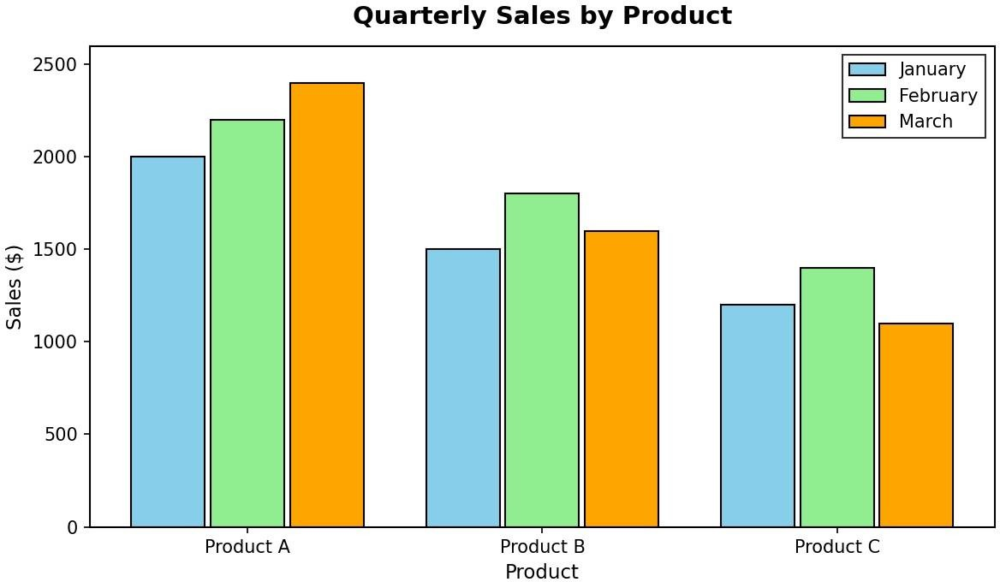 Quarterly Sales by Product
January
February
March
Sales ($)
2500
2000
1500
1000
500
0
Product A
Product B
Product C
Product